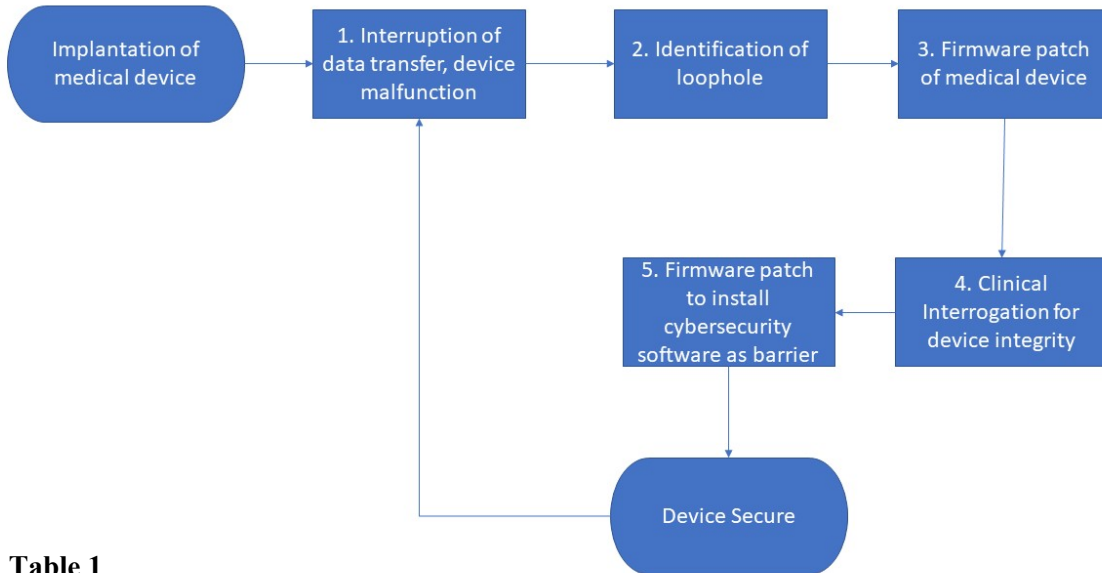 Implantation of
medical device
1. Interruption of
data transfer, device
malfunction
2. Identification of
loophole
3. Firmware patch
of medical device
4. Clinical
Interrogation for
device integrity
5. Firmware patch
to install
cybersecurity
software as barrier
Device Secure
Table 1